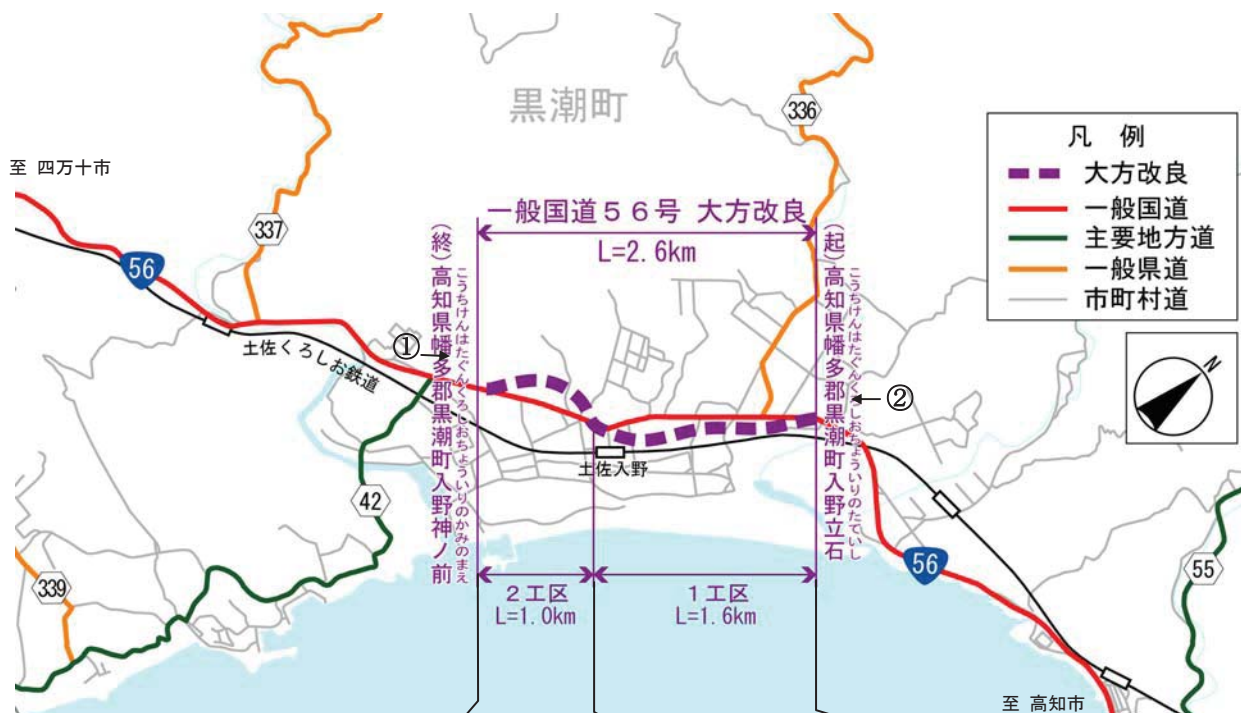 黒潮町
336
至 四万十市
凡 例
大方改良
一般国道
主要地方道
一般県道
市町村道
一般国道５６号 大方改良
L=2.6km
337
56
土佐くろしお鉄道
①
(終)高知県幡多郡黒潮町入野神ノ前
こうちけんはたぐんくろしおちょういりのかみのまえ
(起)高知県幡多郡黒潮町入野立石
こうちけんはたぐんくろしおちょういりのたていし
②
N
土佐入野
42
339
２工区
L=1.0km
１工区
L=1.6km
56
55
至 高知市